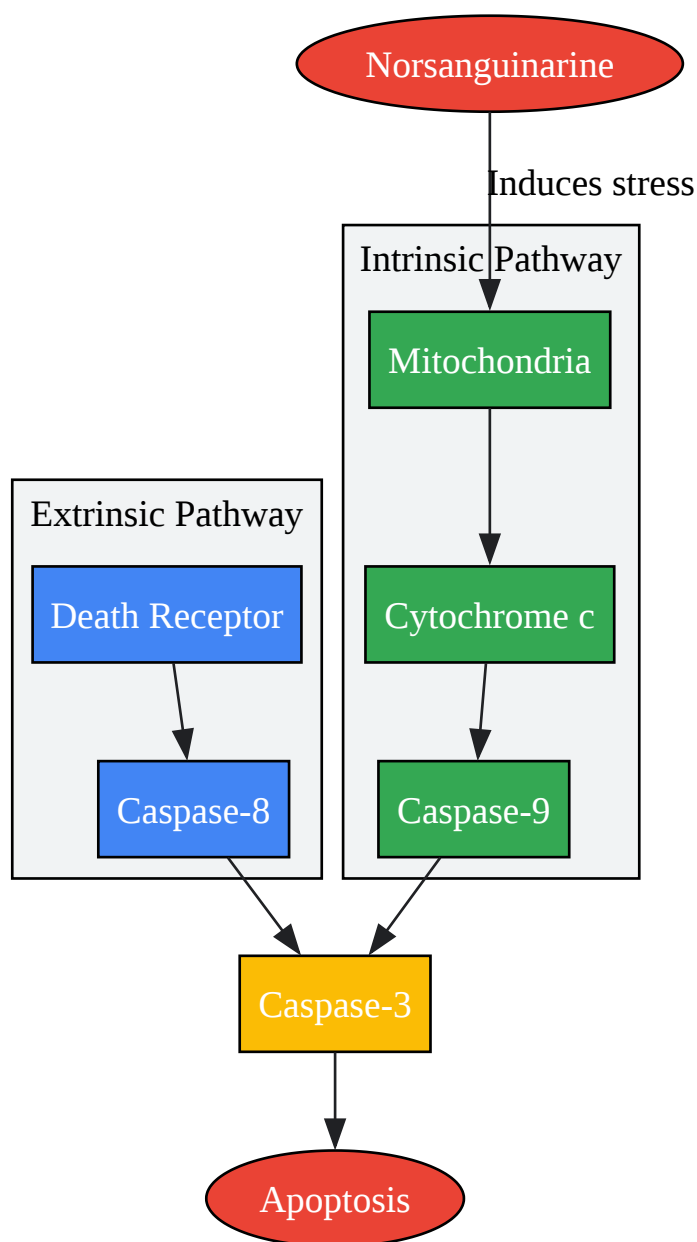 Norsanguinarine
Induces stress
Intrinsic Pathway
Mitochondria
Extrinsic Pathway
Death Receptor
Cytochrome c
Caspase-8
Caspase-9
Caspase-3
Apoptosis